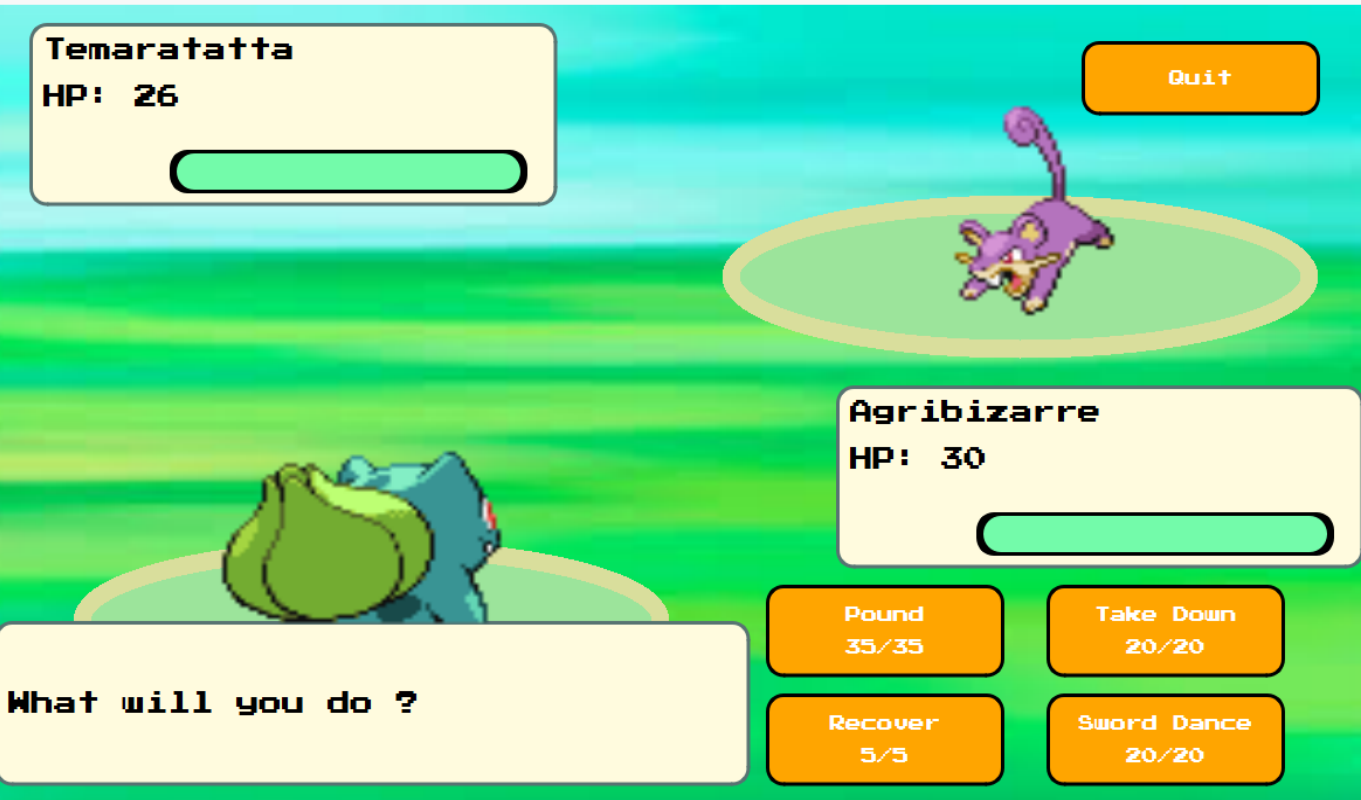 Temaratatta
HP: 26
Quit
Agribizarre
HP: 30
Pound
35/35
Take Down
20/20
Recover
5/5
Sword Dance
20/20
What will you do ?